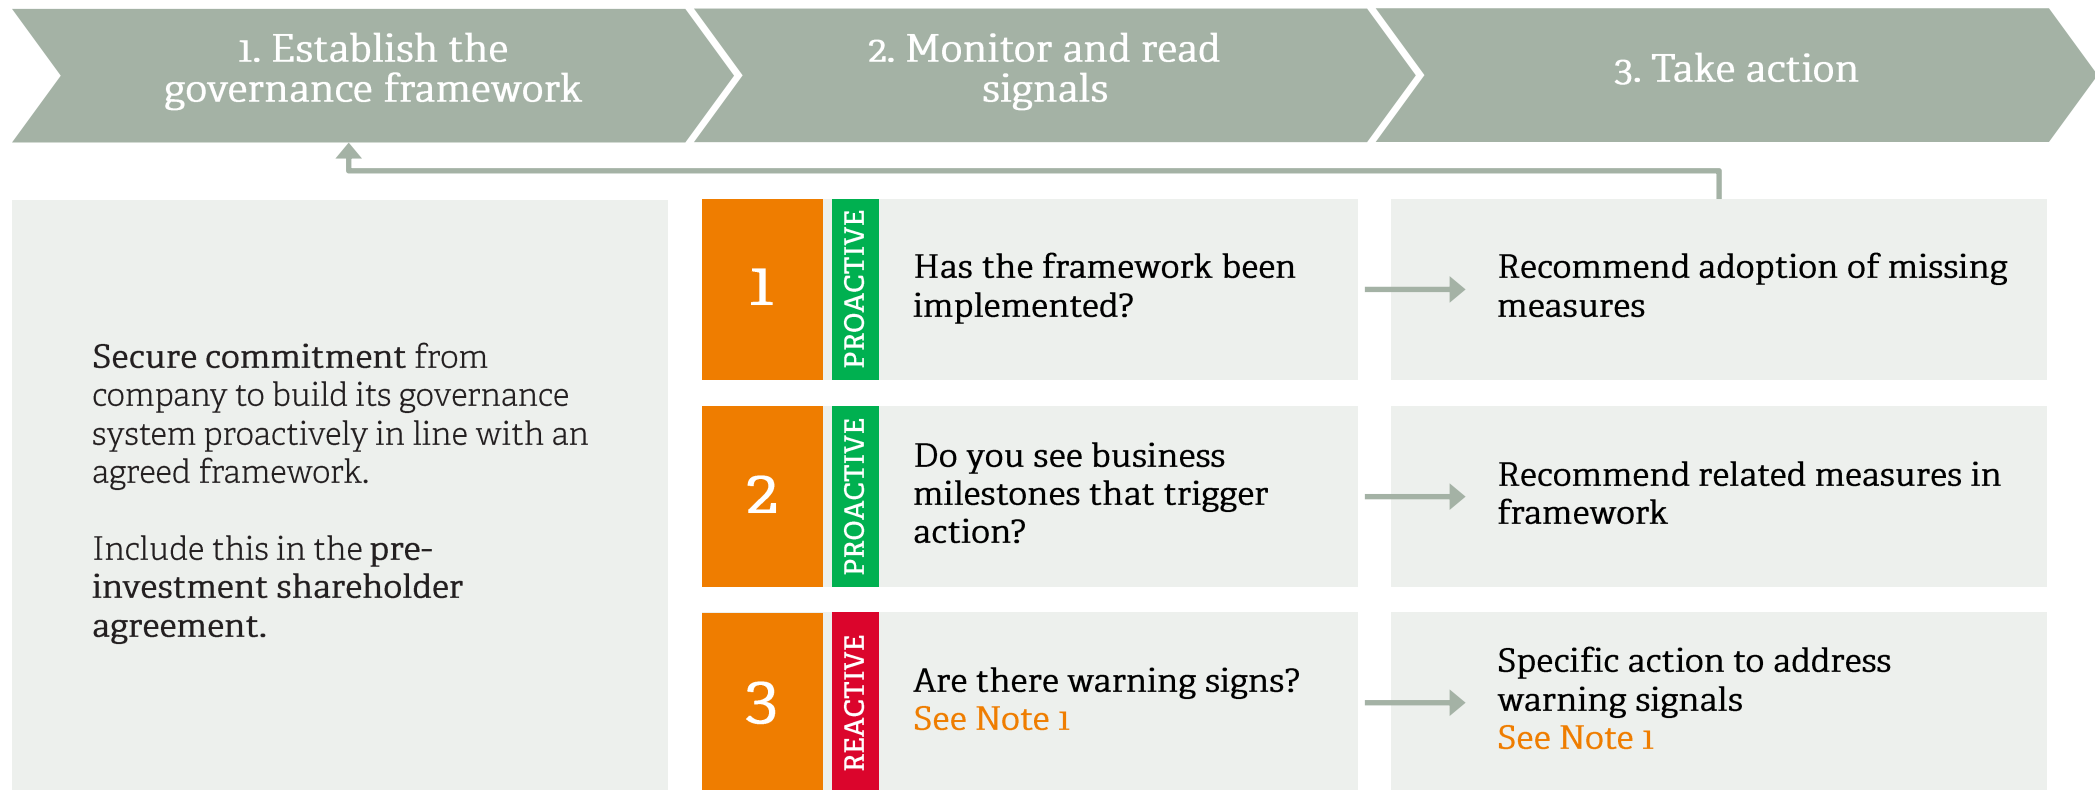 1. Establish the
governance framework
2. Monitor and read
signals
3. Take action
Secure commitment from
company to build its governance
system proactively in line with an
agreed framework.
Include this in the pre-
investment shareholder
agreement.
1
PROACTIVE
Has the framework been
implemented?
Recommend adoption of missing
measures
2
PROACTIVE
Do you see business
milestones that trigger
action?
Recommend related measures in
framework
3
REACTIVE
Are there warning signs?
See Note 1
Specific action to address
warning signals
See Note 1